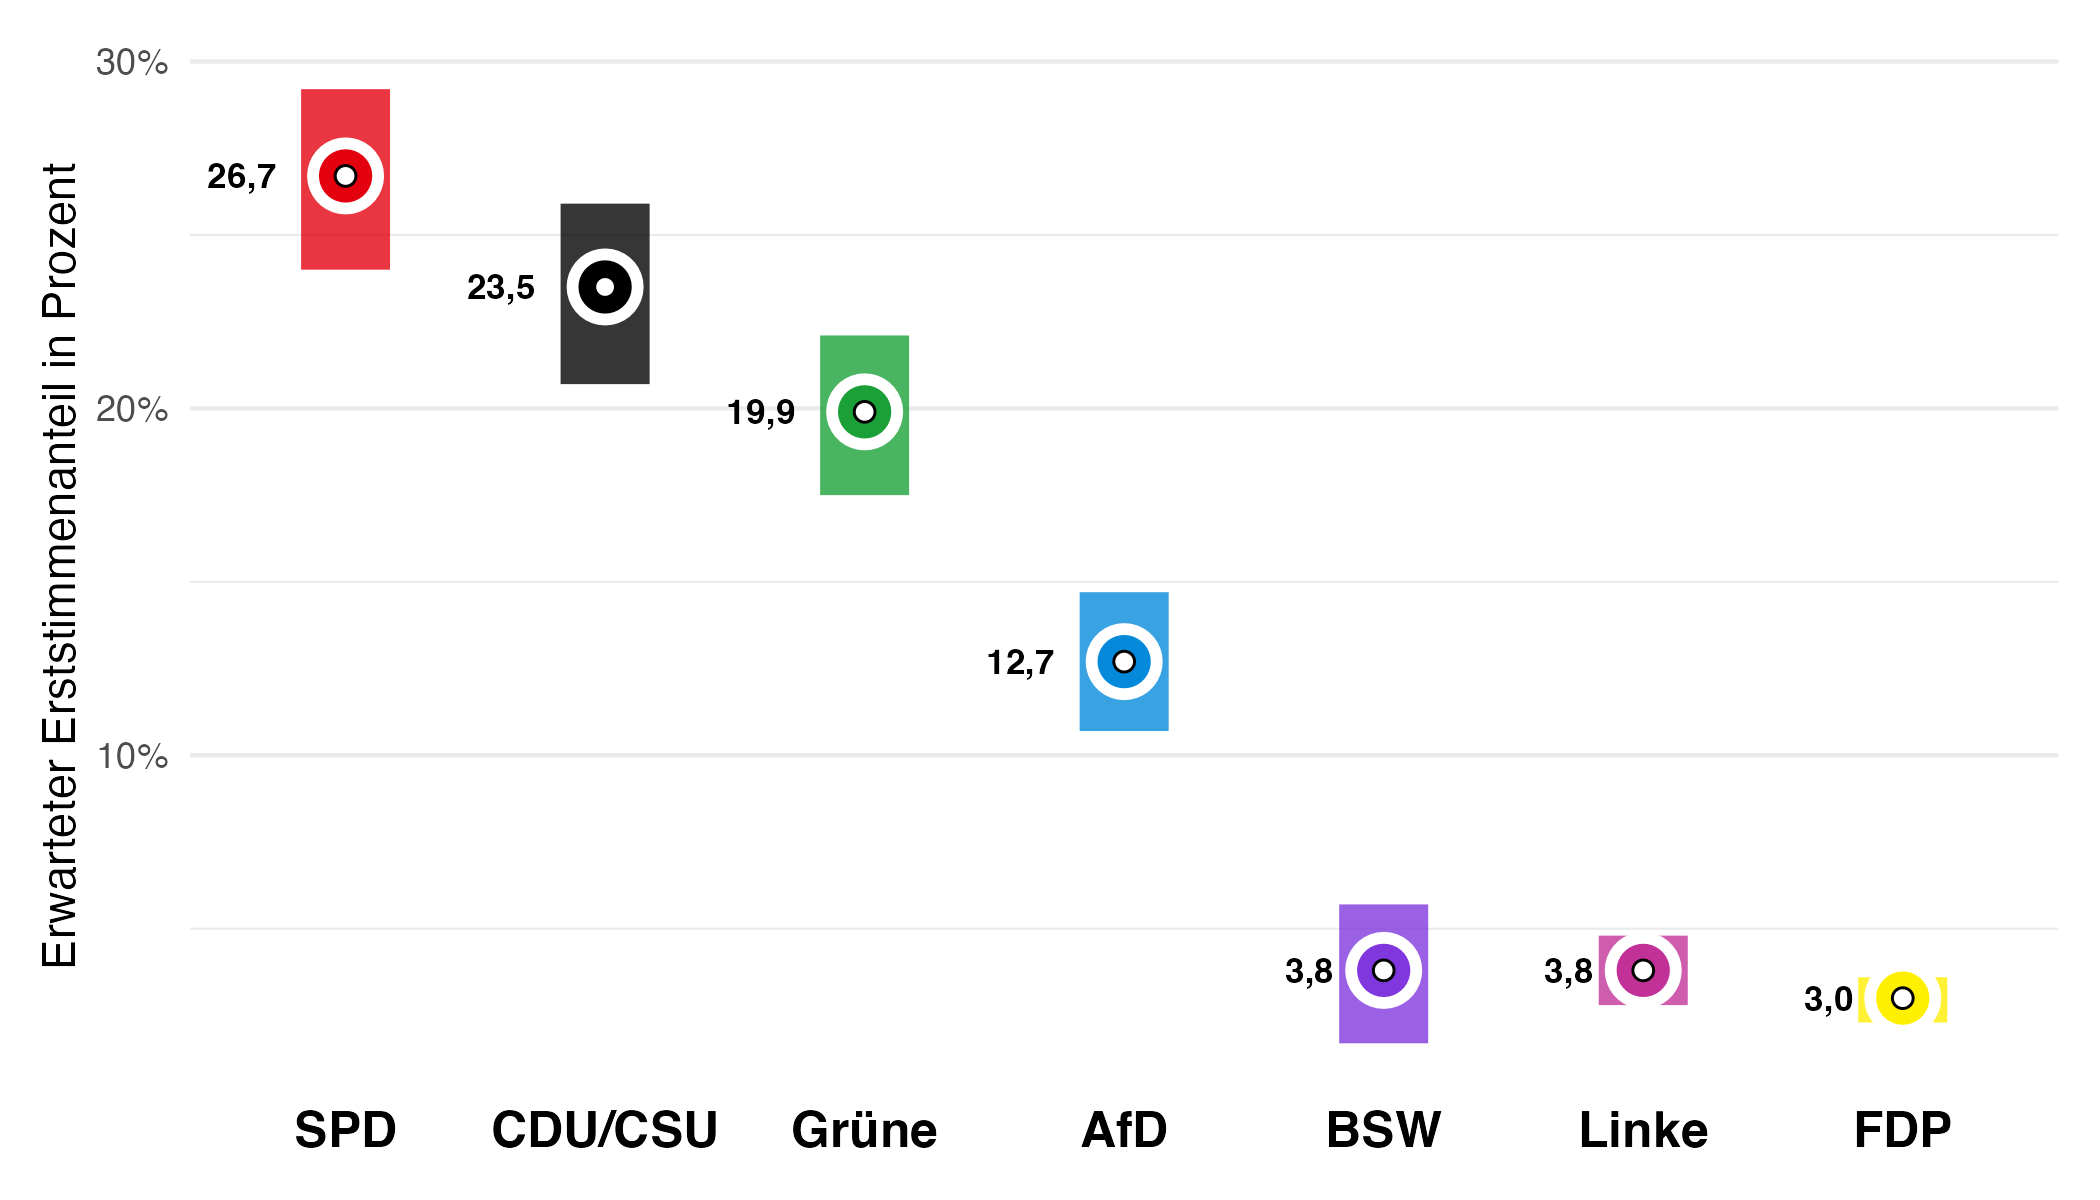 Erwarteter Erststimmenanteil in Prozent
30%
20%
10%
26,7
23,5
19,9
12,7
3,8
3,8
3,0
SPD
CDU/CSU
Grüne
AfD
BSW
Linke
FDP